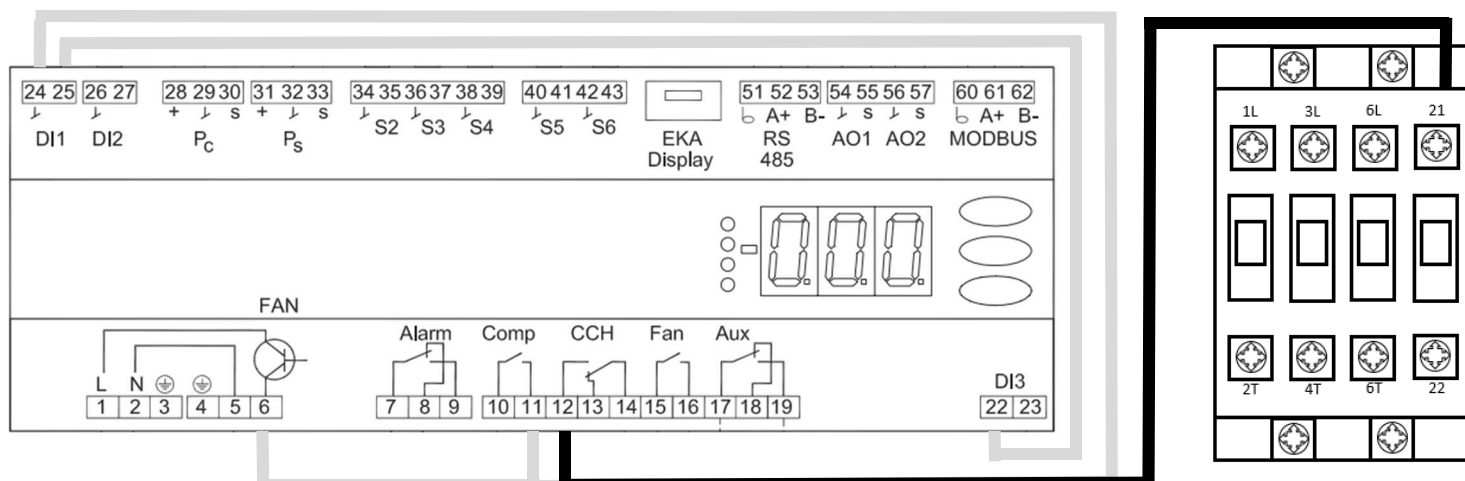 24 25 26 27 28 29 30 31 32 33 34 35 36 37 38 39 40 41 42 43 51 52 53 54 55 56 57 60 61 62
+ s + s A+ B- s s A+ B-
DI1 DI2 Pc Ps S2 S3 S4 S5 S6 EKA Display RS 485 AO1 AO2 MODBUS
000
FAN
Alarm Comp CCH Fan Aux
L N DI3
1 2 3 4 5 6 7 8 9 10 11 12 13 14 15 16 17 18 19 22 23
1L 3L 6L 21
2T 4T 6T 22